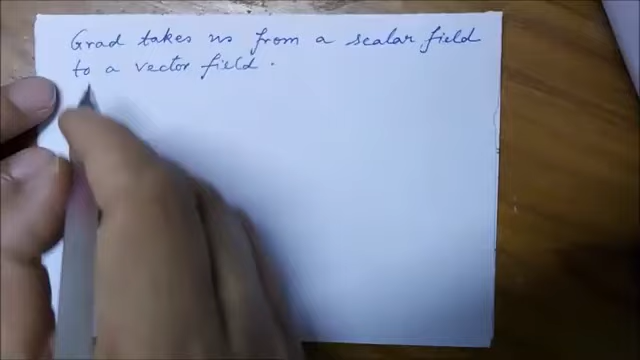 Grad takes us from a scalar field
to a vector field.